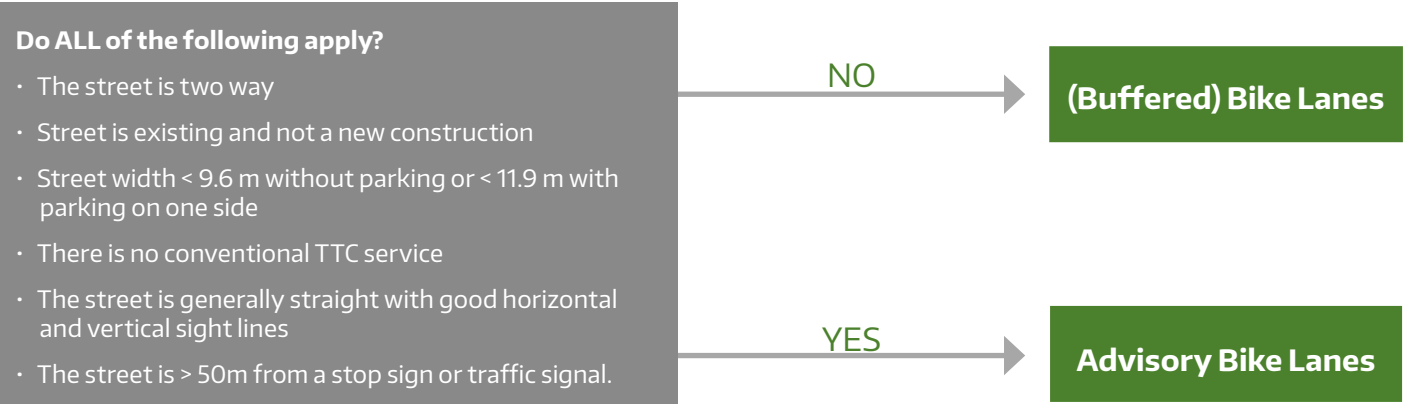 Do ALL of the following apply?
· The street is two way
· Street is existing and not a new construction
· Street width < 9.6 m without parking or < 11.9 m with
parking on one side
· There is no conventional TTC service
· The street is generally straight with good horizontal
and vertical sight lines
· The street is > 50m from a stop sign or traffic signal.
NO
(Buffered) Bike Lanes
YES
Advisory Bike Lanes